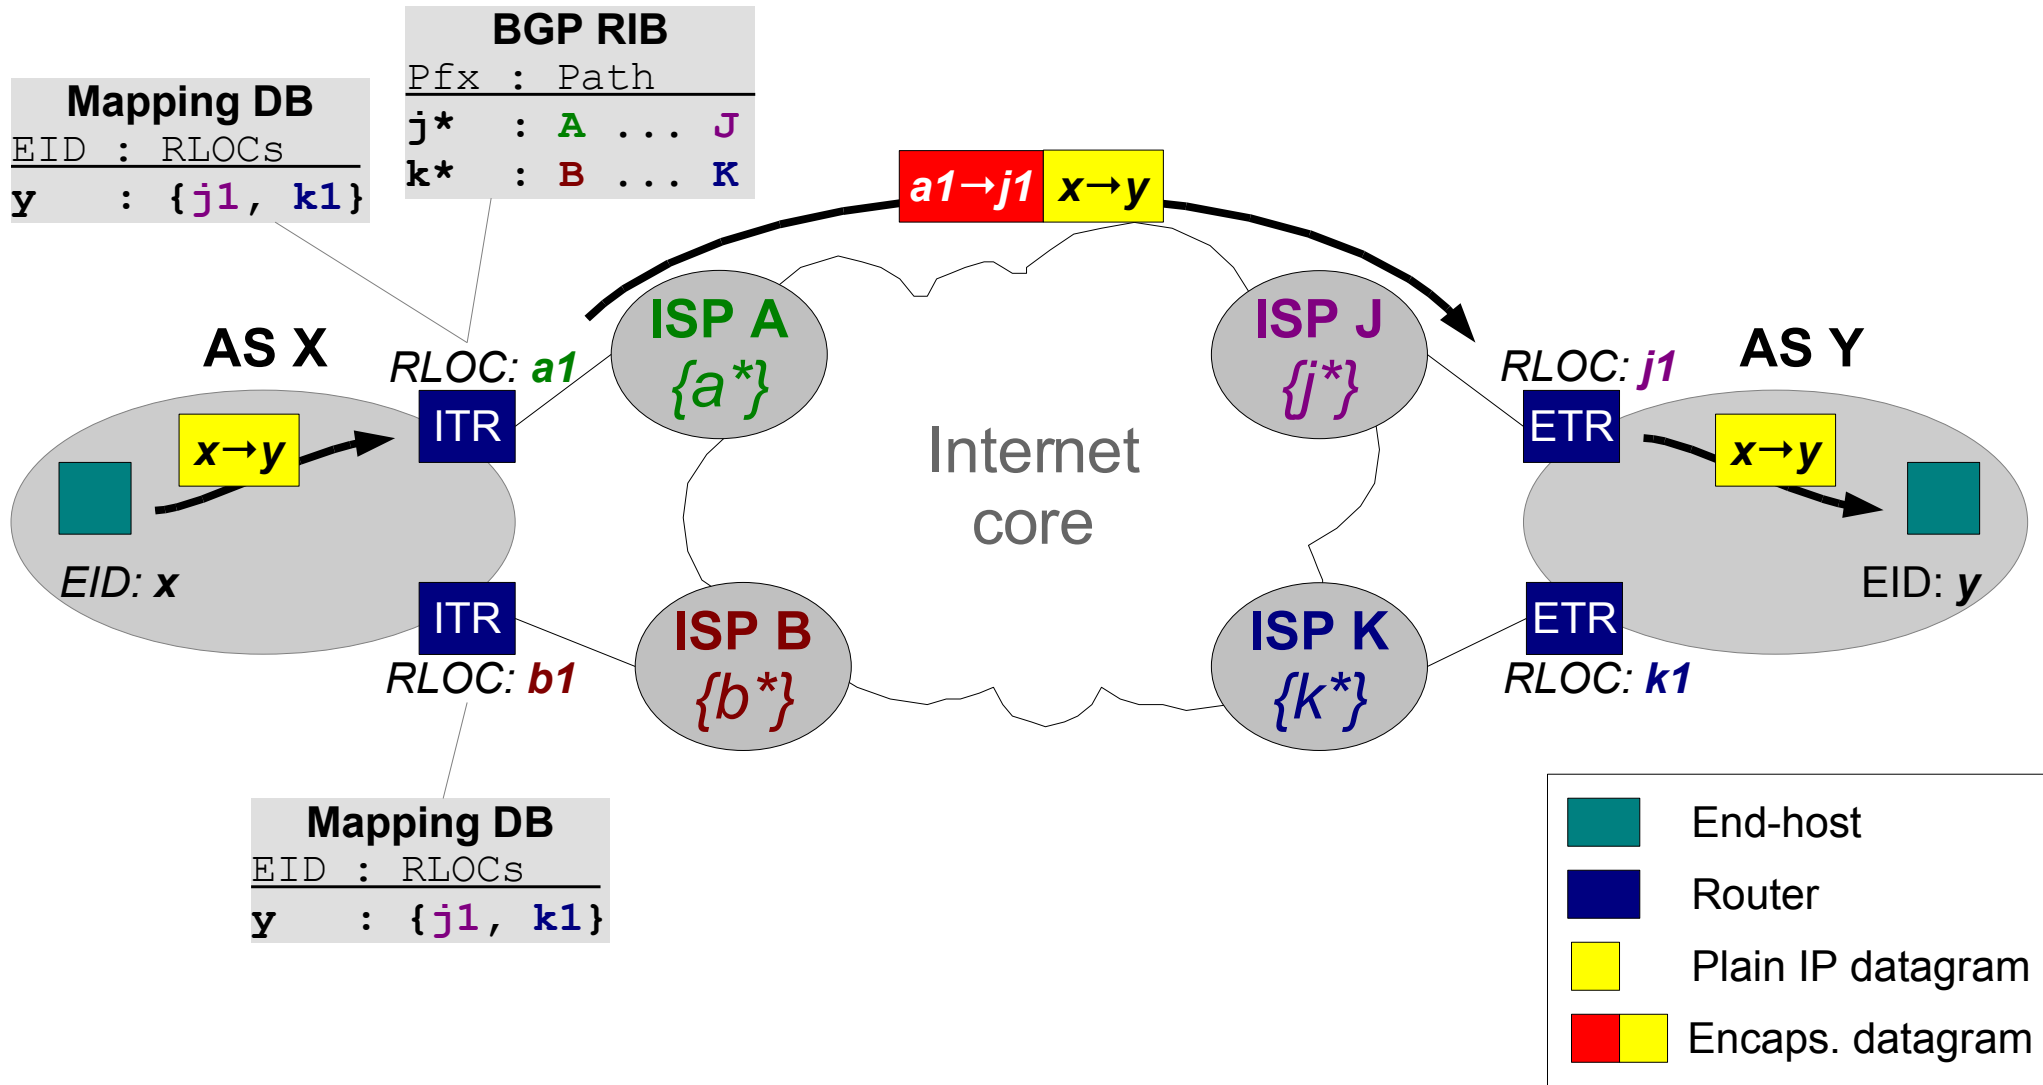 BGP RIB
Pfx : Path
j* : A ... J
k* : B ... K
Mapping DB
EID : RLOCs
y : {j1, k1}
a1→j1 x→y
AS X
RLOC: a1
ITR
x→y
EID: x
ITR
RLOC: b1
ISP A
{a*}
ISP B
{b*}
Internet
core
ISP J
{j*}
ISP K
{k*}
AS Y
RLOC: j1
ETR
x→y
EID: y
ETR
RLOC: k1
Mapping DB
EID : RLOCs
y : {j1, k1}
End-host
Router
Plain IP datagram
Encaps. datagram